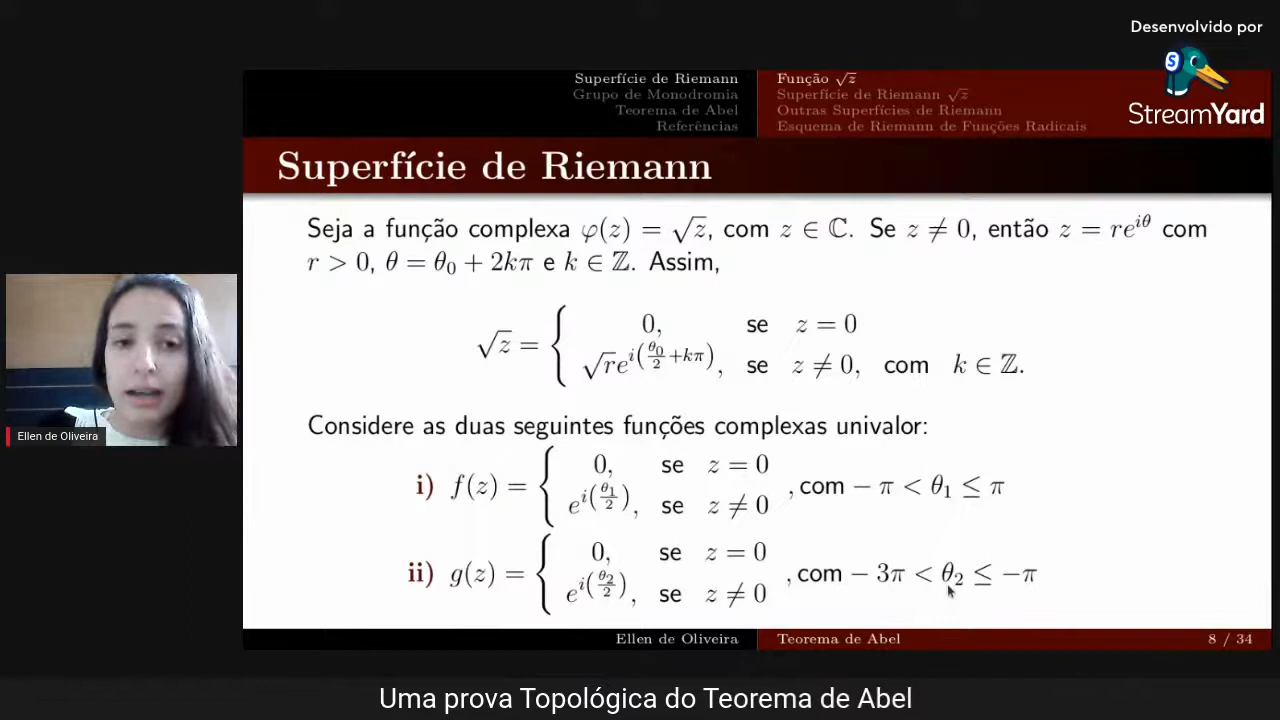 Desenvolvido por
StreamYard
Superfície de Riemann
Grupo de Monodromia
Teorema de Abel
Referências
Função √z
Superfície de Riemann √z
Outras Superfícies de Riemann
Esquema de Riemann de Funções Radicais
Superfície de Riemann
Seja a função complexa φ(z) = √z, com z ∈ ℂ. Se z ≠ 0, então z = re^{iθ} com
r > 0, θ = θ₀ + 2kπ e k ∈ ℤ. Assim,
√z = { 0, se z = 0
√r e^{i(θ₀/2 + kπ)}, se z ≠ 0, com k ∈ ℤ.
Considere as duas seguintes funções complexas univalor:
i) f(z) = { 0, se z = 0
e^{i(θ₁/2)}, se z ≠ 0 , com − π < θ₁ ≤ π
ii) g(z) = { 0, se z = 0
e^{i(θ₂/2)}, se z ≠ 0 , com − 3π < θ₂ ≤ −π
Ellen de Oliveira
Ellen de Oliveira
Teorema de Abel
8 / 34
Uma prova Topológica do Teorema de Abel